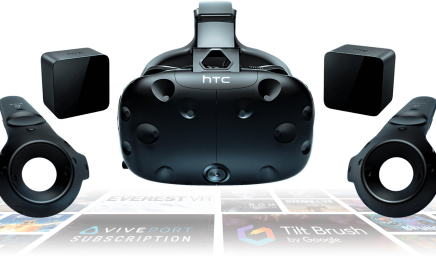 hTC
EVEREST VR
VIVEPORT
SUBSCRIPTION
Tilt Brush
by Google